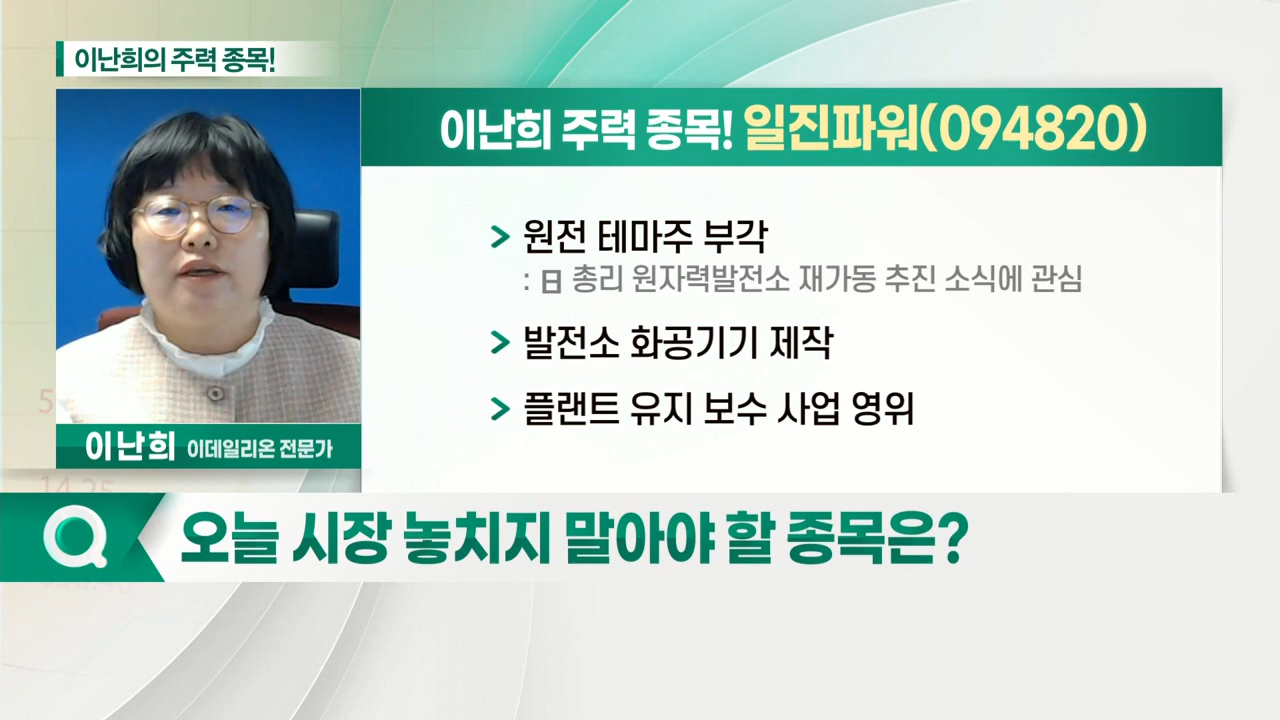 이난희의 주력 종목!
이난희 주력 종목! 일진파워(094820)
> 원전 테마주 부각
: 日 총리 원자력발전소 재가동 추진 소식에 관심
> 발전소 화공기기 제작
> 플랜트 유지 보수 사업 영위
이난희 이데일리온 전문가
Q 오늘 시장 놓치지 말아야 할 종목은?